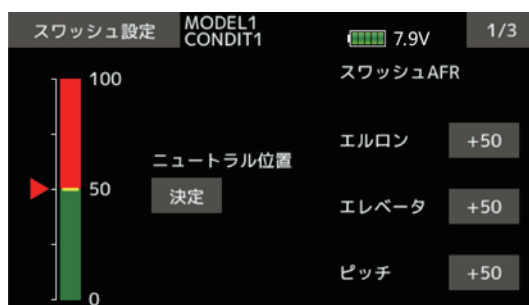 スワッシュ設定
MODEL1
CONDIT1
7.9V
1/3
100
50
0
ニュートラル位置
決定
スワッシュAFR
エルロン +50
エレベータ +50
ピッチ +50